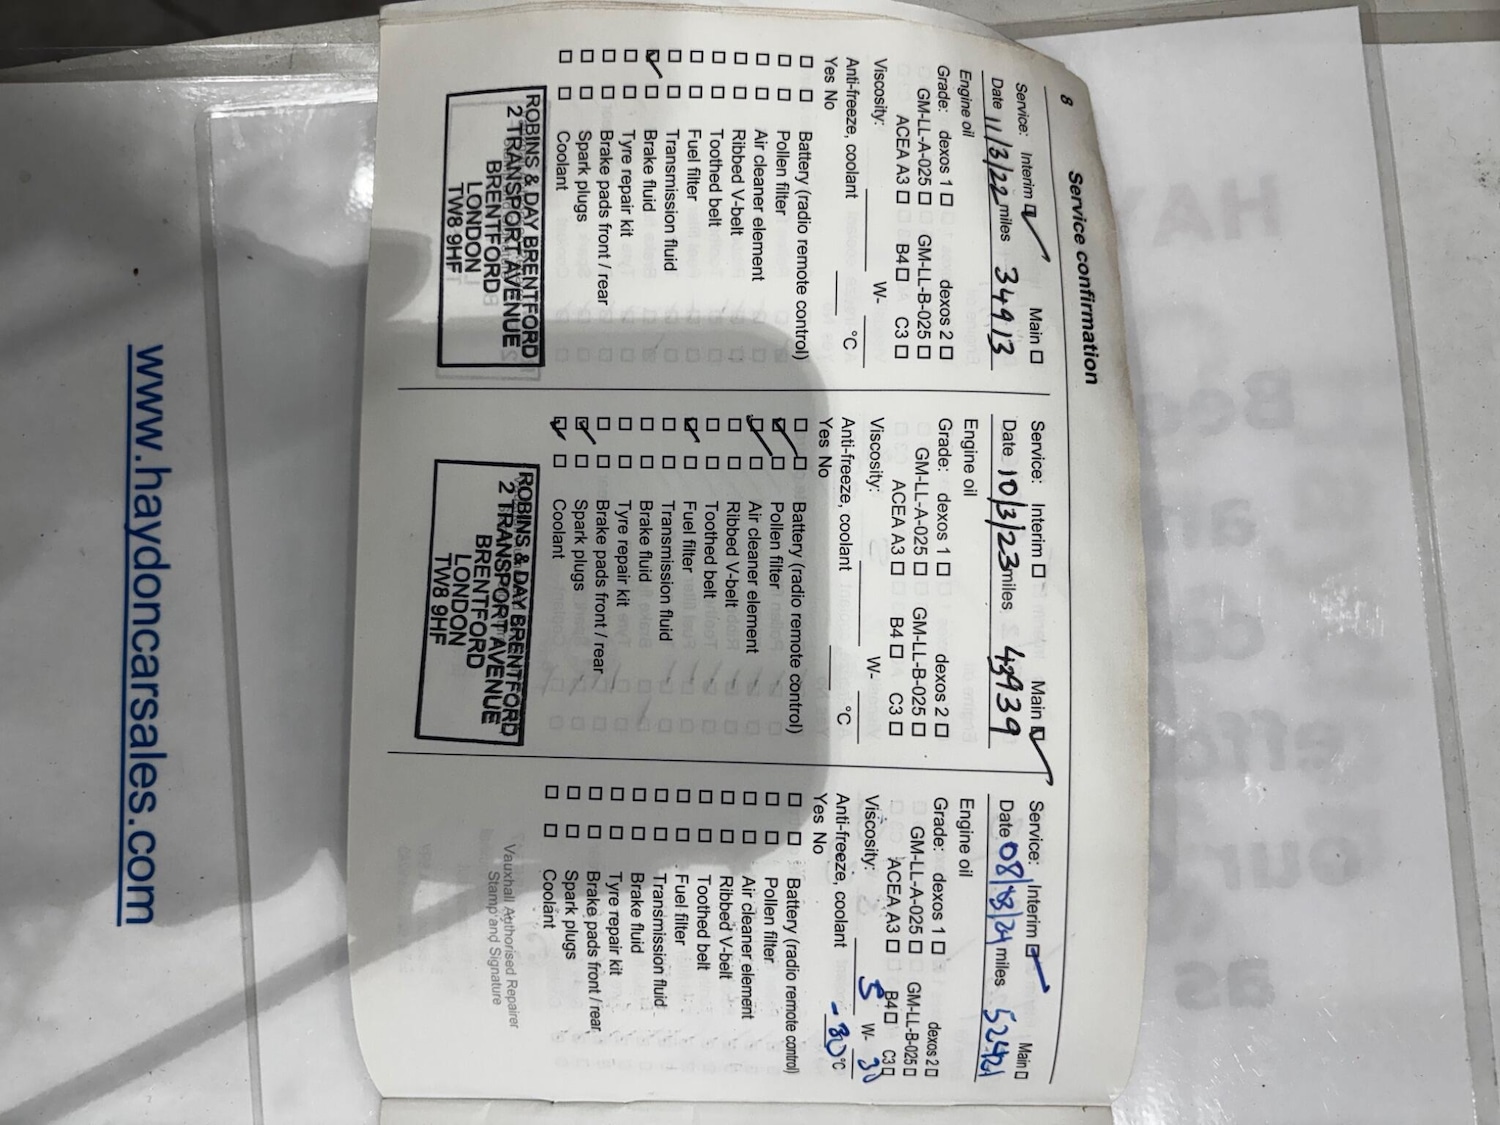 8 Service confirmation
Service: Interim Main
Date 11/3/22 miles 34913
Engine oil
Grade: dexos 1 dexos 2
GM-LL-A-025 GM-LL-B-025
ACEA A3 B4 C3
Viscosity: W-
Anti-freeze, coolant °C
Yes No
Battery (radio remote control)
Pollen filter
Air cleaner element
Ribbed V-belt
Toothed belt
Fuel filter
Transmission fluid
Brake fluid
Tyre repair kit
Brake pads front / rear
Spark plugs
Coolant
ROBINS & DAY BRENTFORD
2 TRANSPORT AVENUE
BRENTFORD
LONDON
TW8 9HF
Service: Interim Main
Date 10/3/23 miles 43939
Engine oil
Grade: dexos 1 dexos 2
GM-LL-A-025 GM-LL-B-025
ACEA A3 B4 C3
Viscosity: W-
Anti-freeze, coolant °C
Yes No
Battery (radio remote control)
Pollen filter
Air cleaner element
Ribbed V-belt
Toothed belt
Fuel filter
Transmission fluid
Brake fluid
Tyre repair kit
Brake pads front / rear
Spark plugs
Coolant
ROBINS & DAY BRENTFORD
2 TRANSPORT AVENUE
BRENTFORD
LONDON
TW8 9HF
Service: Interim Main
Date 08/08/24 miles 52421
Engine oil
Grade: dexos 1 dexos 2
GM-LL-A-025 GM-LL-B-025
ACEA A3 B4 C3
Viscosity: 5 W- 30
Anti-freeze, coolant -30 °C
Yes No
Battery (radio remote control)
Pollen filter
Air cleaner element
Ribbed V-belt
Toothed belt
Fuel filter
Transmission fluid
Brake fluid
Tyre repair kit
Brake pads front / rear
Spark plugs
Coolant
Vauxhall Authorised Repairer
Stamp and Signature
www.haydoncarsales.com